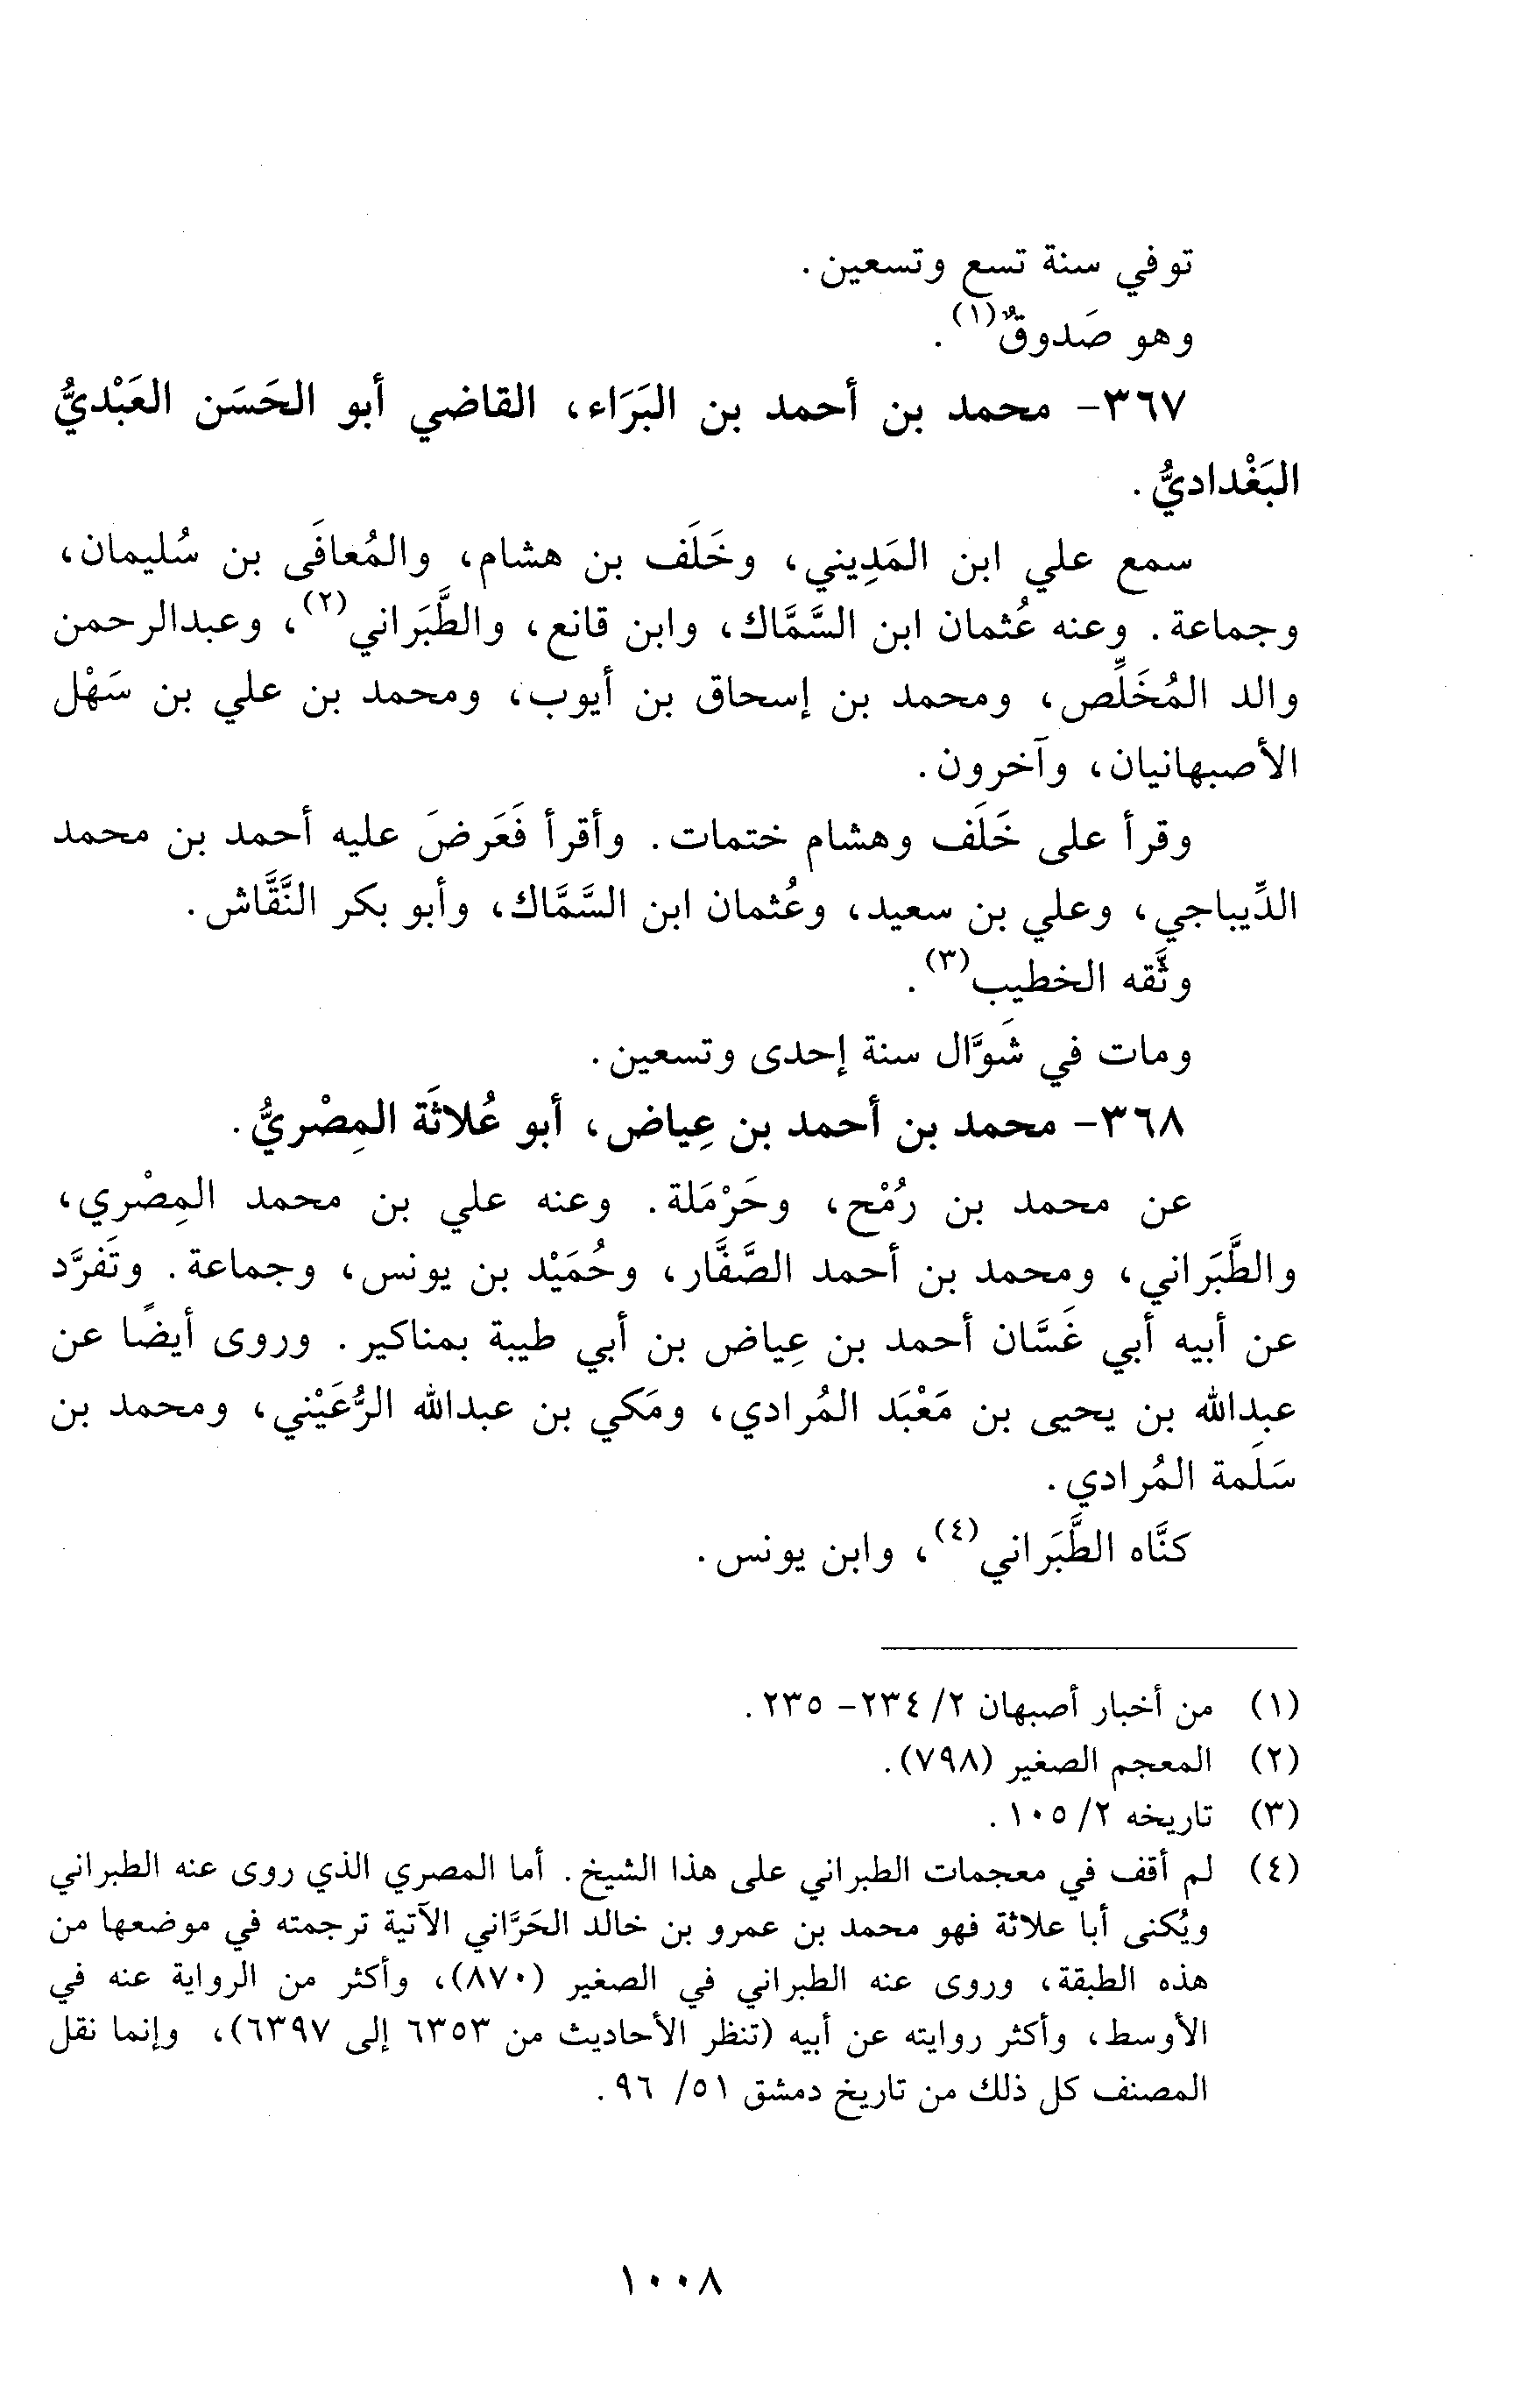 توفي سنة تسع وتسعين.
وهو صَدوقٌ(١).
٣٦٧- محمد بن أحمد بن البَرَاء، القاضي أبو الحَسَن العَبْديُّ
البَغْداديُّ.
سمع علي ابن المَدِيني، وخَلَف بن هشام، والمُعافَى بن سُليمان،
وجماعة. وعنه عُثمان ابن السَّمَّاك، وابن قانع، والطَّبَراني(٢)، وعبدالرحمن
والد المُخَلِّص، ومحمد بن إسحاق بن أيوب، ومحمد بن علي بن سَهْل
الأصبهانيان، وآخرون.
وقرأ على خَلَف وهشام ختمات. وأقرأ فَعَرضَ عليه أحمد بن محمد
الدِّيباجي، وعلي بن سعيد، وعُثمان ابن السَّمَّاك، وأبو بكر النَّقَّاش.
وثَّقه الخطيب(٣).
ومات في شَوَّال سنة إحدى وتسعين.
٣٦٨- محمد بن أحمد بن عِياض، أبو عُلاثَة المِصْريُّ.
عن محمد بن رُمْح، وحَرْمَلة. وعنه علي بن محمد المِصْري،
والطَّبَراني، ومحمد بن أحمد الصَّفَّار، وحُمَيْد بن يونس، وجماعة. وتَفرَّد
عن أبيه أبي غَسَّان أحمد بن عِياض بن أبي طيبة بمناكير. وروى أيضًا عن
عبدالله بن يحيى بن مَعْبَد المُرادي، ومَكي بن عبدالله الرُّعَيْني، ومحمد بن
سَلَمة المُرادي.
كنَّاه الطَّبَراني(٤)، وابن يونس.
(١) من أخبار أصبهان ٢/ ٢٣٤- ٢٣٥.
(٢) المعجم الصغير (٧٩٨).
(٣) تاريخه ٢/ ١٠٥.
(٤) لم أقف في معجمات الطبراني على هذا الشيخ. أما المصري الذي روى عنه الطبراني
ويُكنى أبا علاثة فهو محمد بن عمرو بن خالد الحَرَّاني الآتية ترجمته في موضعها من
هذه الطبقة، وروى عنه الطبراني في الصغير (٨٧٠)، وأكثر من الرواية عنه في
الأوسط، وأكثر روايته عن أبيه (تنظر الأحاديث من ٦٣٥٣ إلى ٦٣٩٧)، وإنما نقل
المصنف كل ذلك من تاريخ دمشق ٥١/ ٩٦.
١٠٠٨